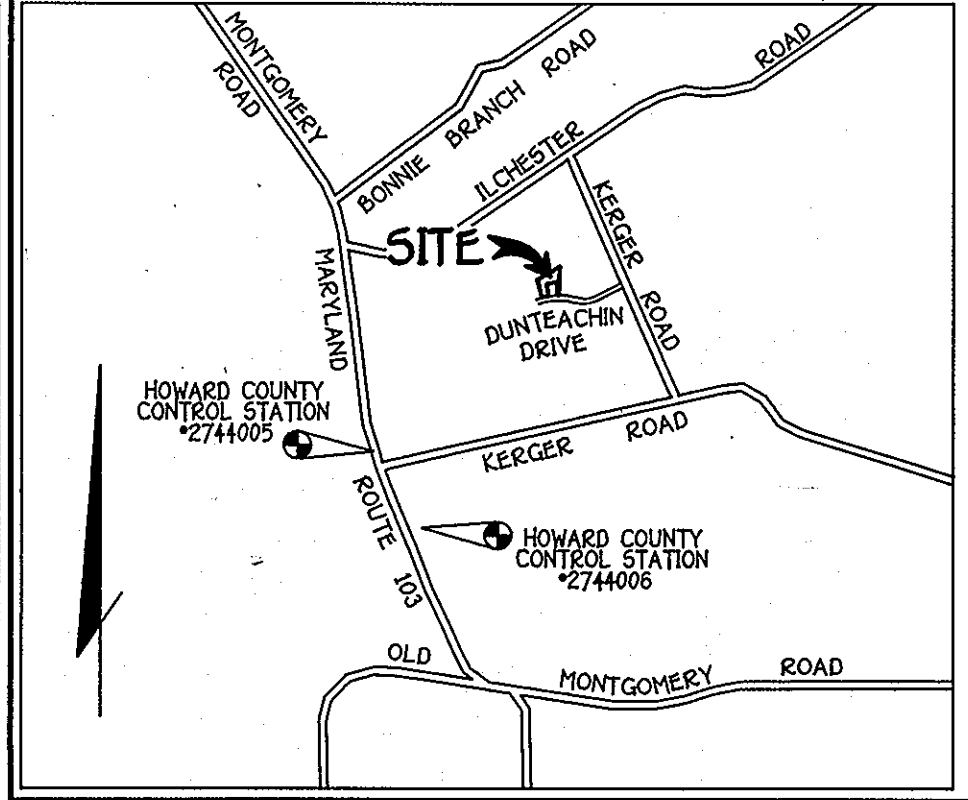 MONTGOMERY
ROAD
BONNIE BRANCH ROAD
ILCHESTER ROAD
KERGER ROAD
SITE
MARYLAND
DUNTEACHIN
DRIVE
HOWARD COUNTY
CONTROL STATION
*2744005
KERGER ROAD
ROUTE 103
HOWARD COUNTY
CONTROL STATION
*2744006
OLD MONTGOMERY ROAD